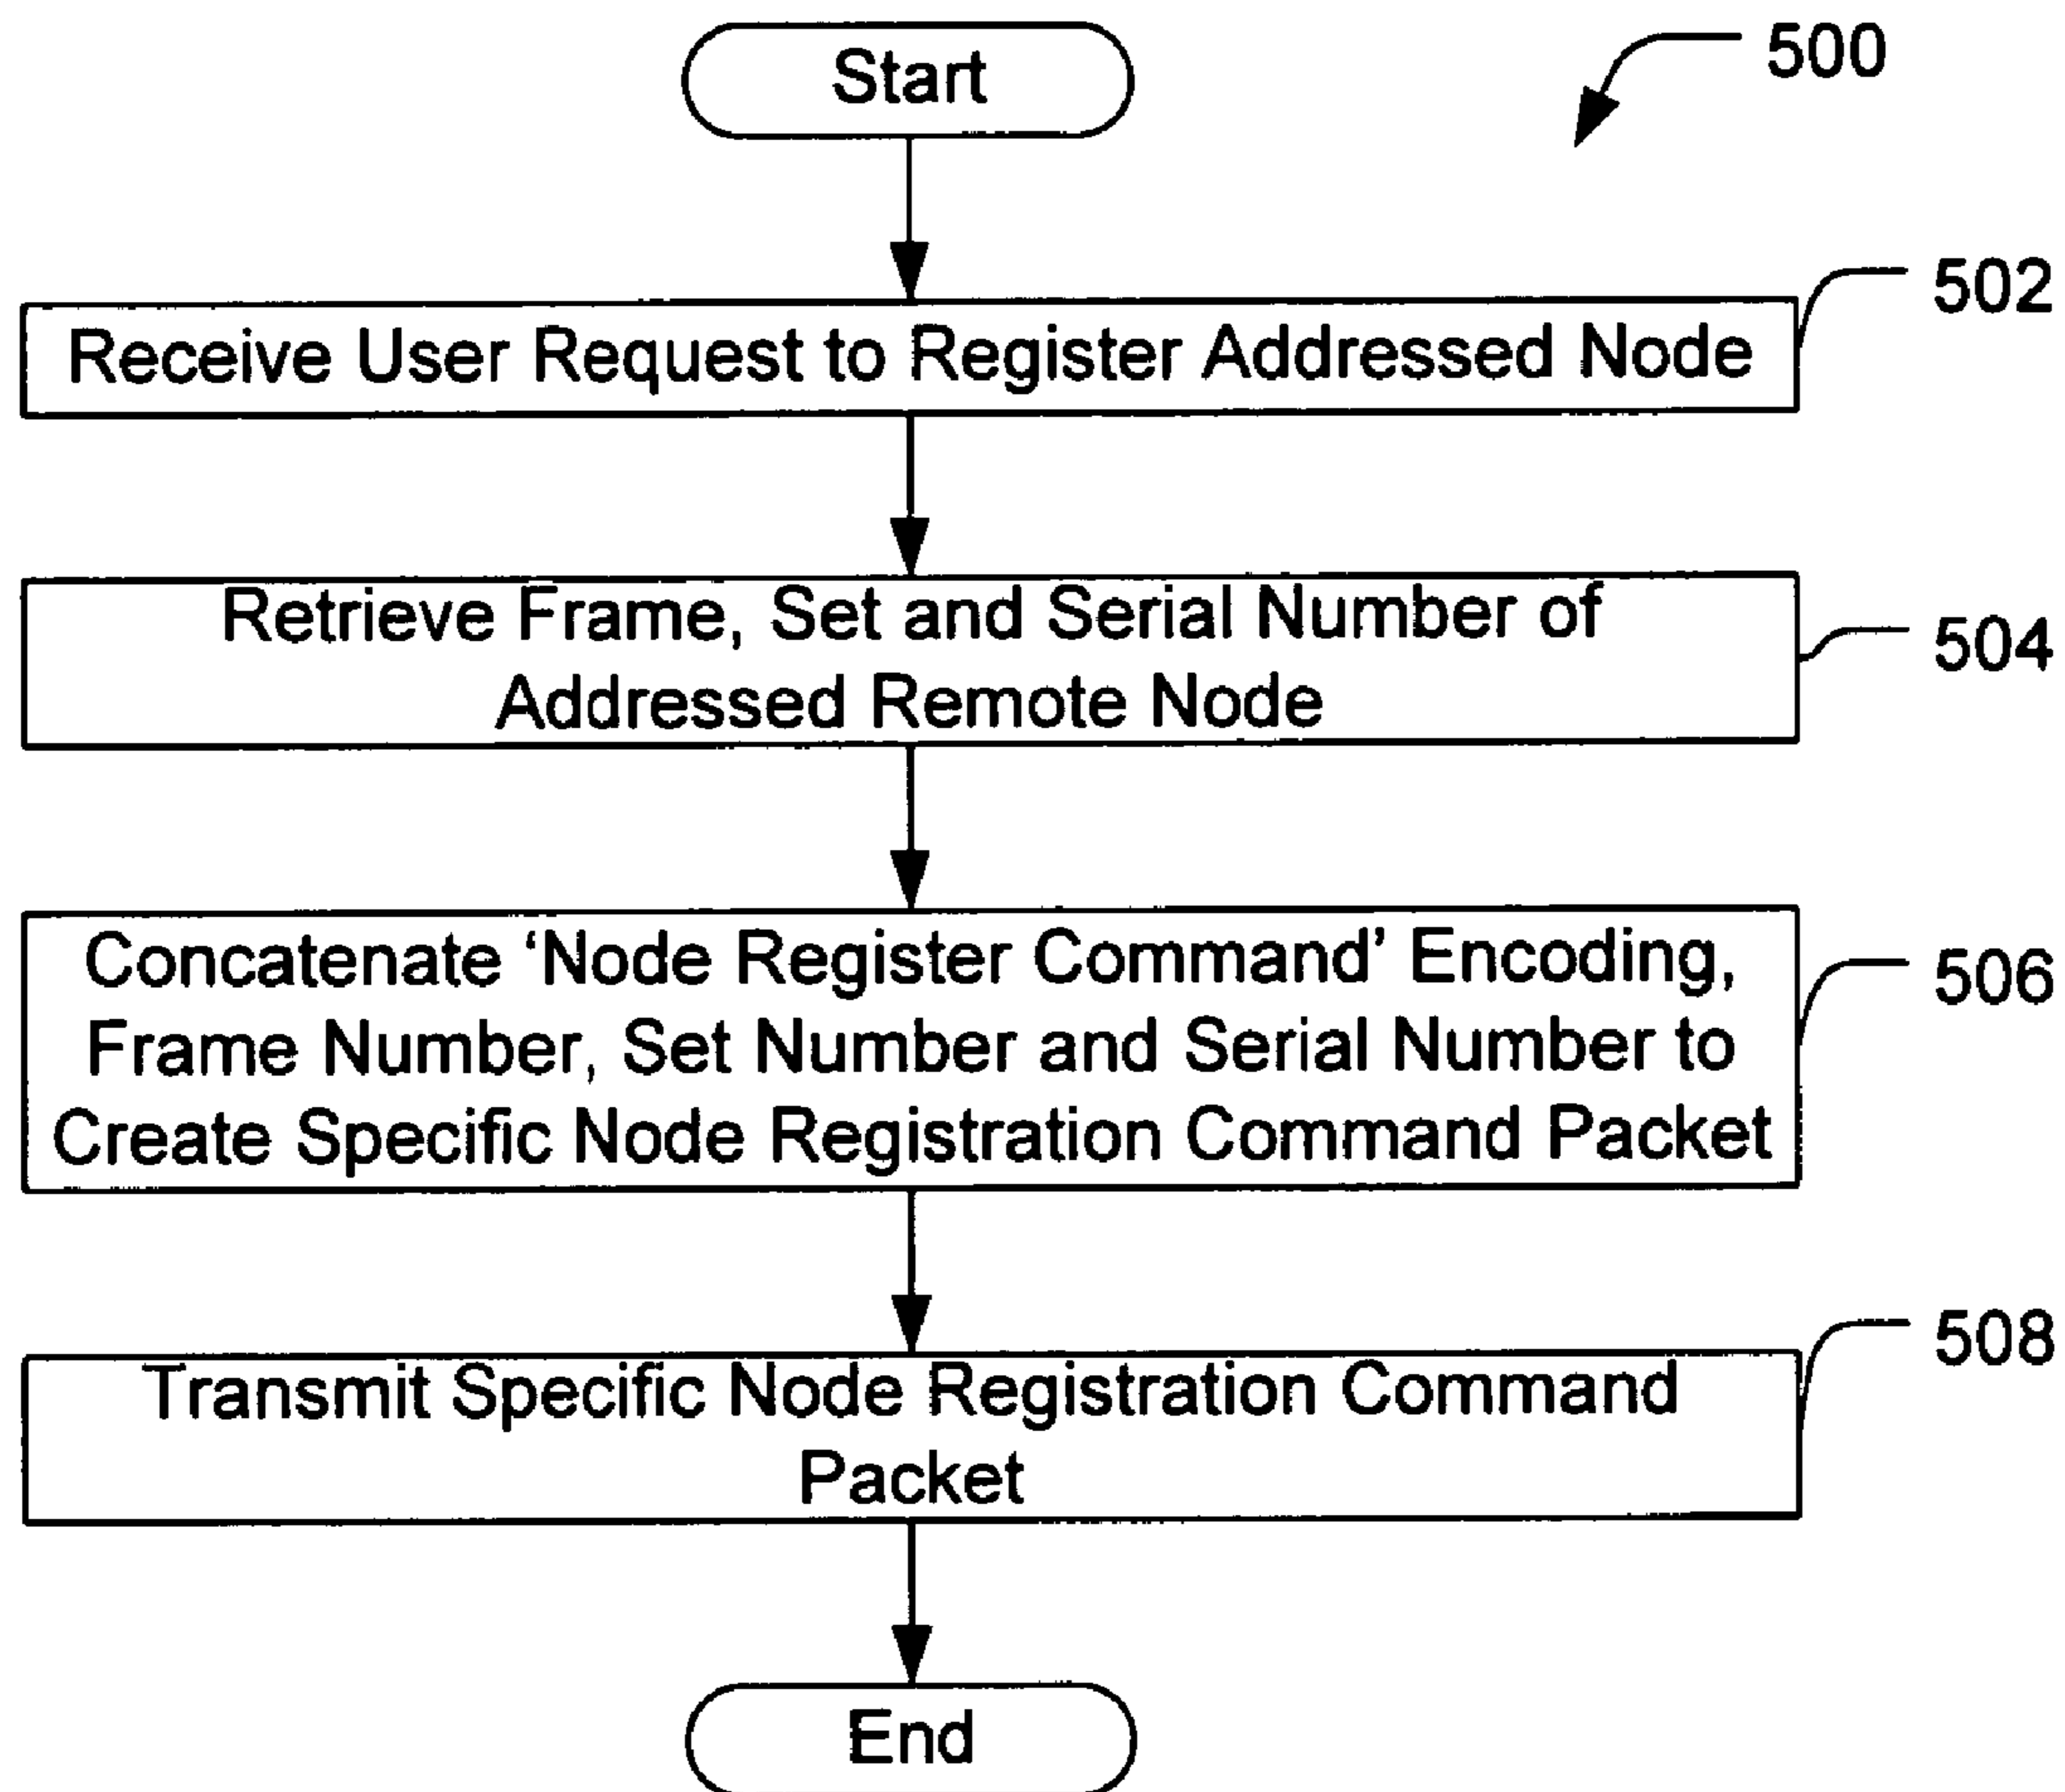 Start
500
502
Receive User Request to Register Addressed Node
Retrieve Frame, Set and Serial Number of
Addressed Remote Node
504
Concatenate ‘Node Register Command’ Encoding,
Frame Number, Set Number and Serial Number to
Create Specific Node Registration Command Packet
506
Transmit Specific Node Registration Command
Packet
508
End